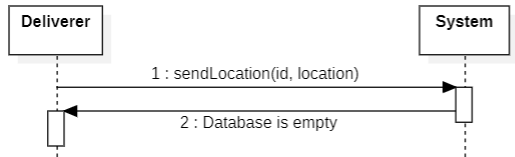 Deliverer
System
1 : sendLocation(id, location)
2 : Database is empty